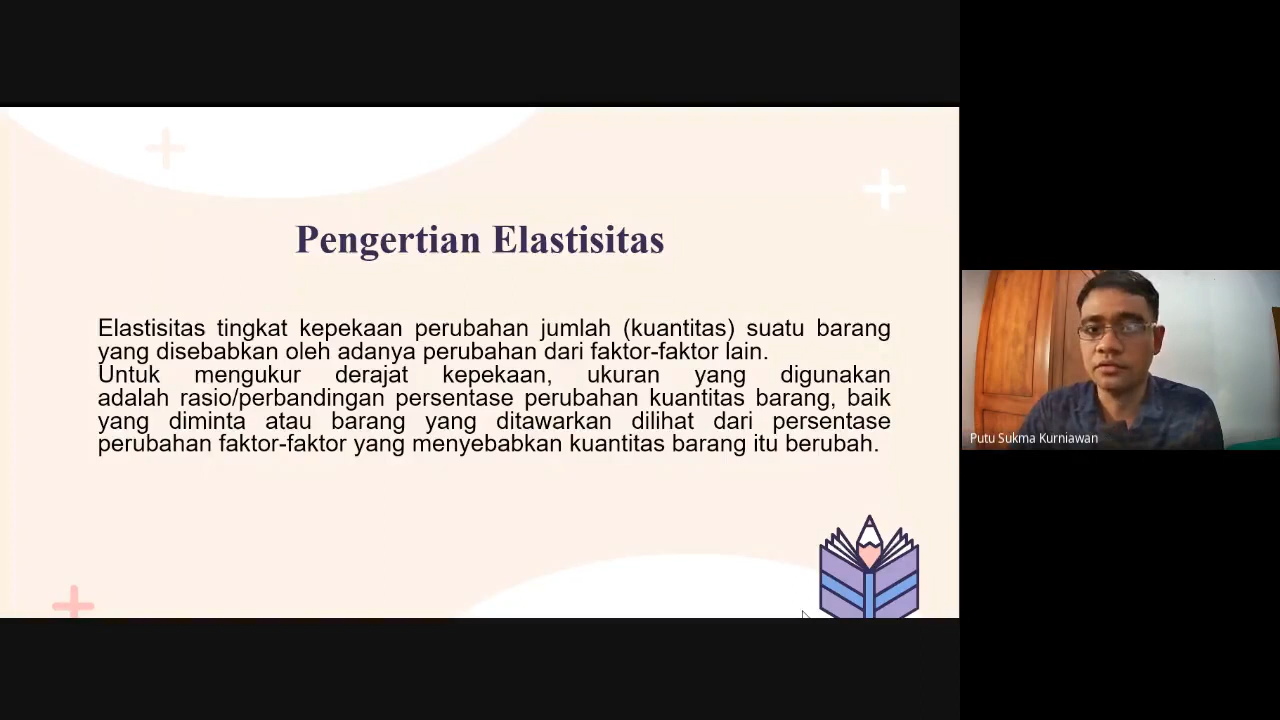 Pengertian Elastisitas
Elastisitas tingkat kepekaan perubahan jumlah (kuantitas) suatu barang
yang disebabkan oleh adanya perubahan dari faktor-faktor lain.
Untuk mengukur derajat kepekaan, ukuran yang digunakan
adalah rasio/perbandingan persentase perubahan kuantitas barang, baik
yang diminta atau barang yang ditawarkan dilihat dari persentase
perubahan faktor-faktor yang menyebabkan kuantitas barang itu berubah.
Putu Sukma Kurniawan